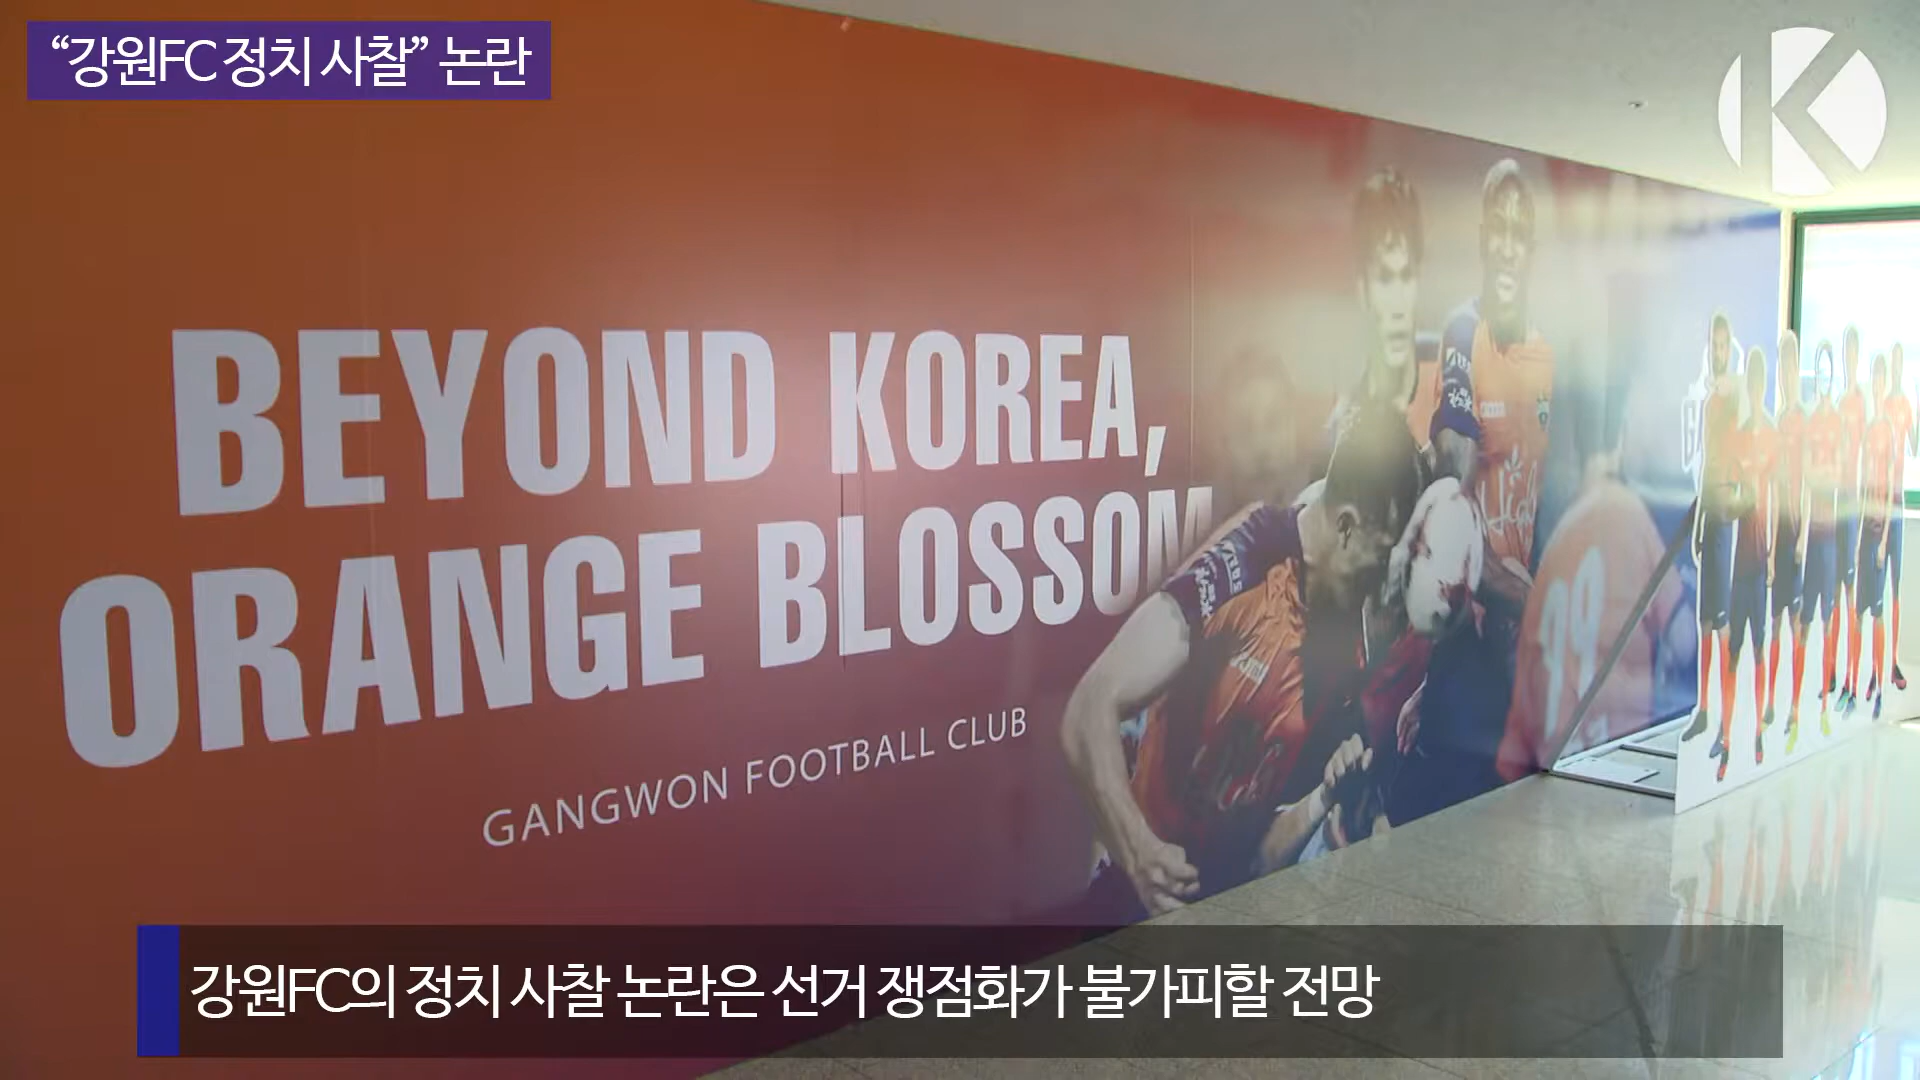 “강원FC 정치 사찰” 논란
BEYOND KOREA,
ORANGE BLOSSOM
GANGWON FOOTBALL CLUB
High
99
강원FC의 정치 사찰 논란은 선거 쟁점화가 불가피할 전망